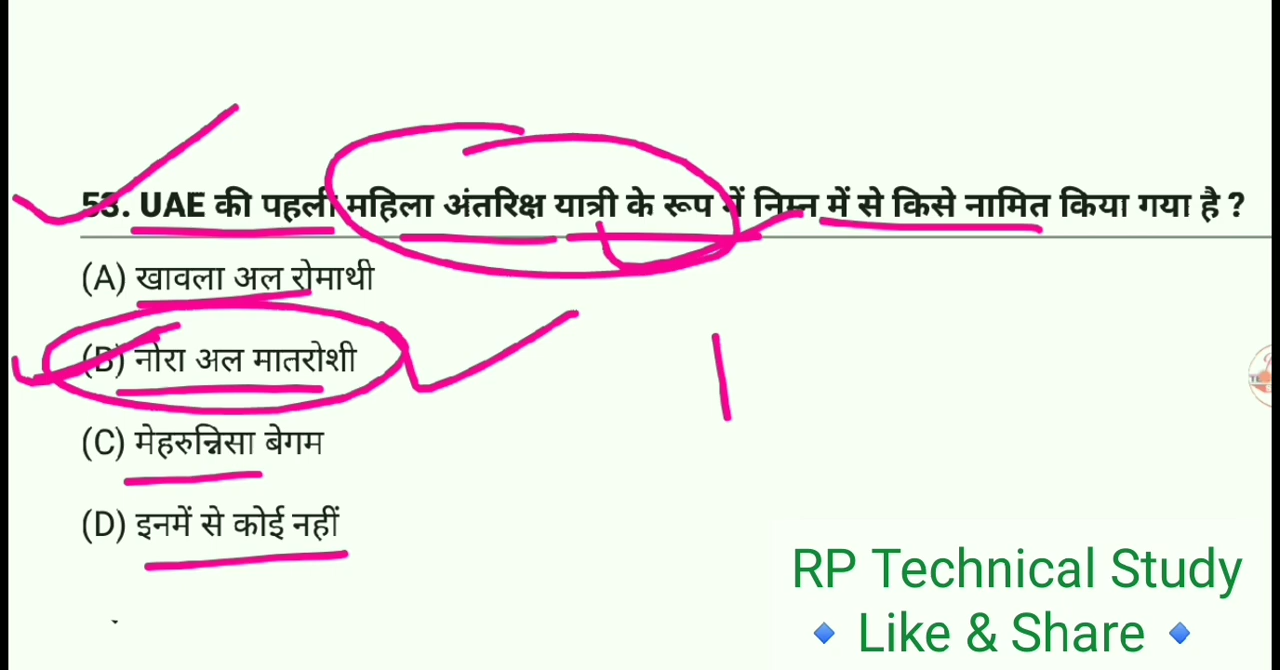 53. UAE की पहली महिला अंतरिक्ष यात्री के रूप में निम्न में से किसे नामित किया गया है ?
(A) खावला अल रोमाथी
(B) नोरा अल मातरोशी
(C) मेहरुन्निसा बेगम
(D) इनमें से कोई नहीं
RP Technical Study
🔹 Like & Share 🔹